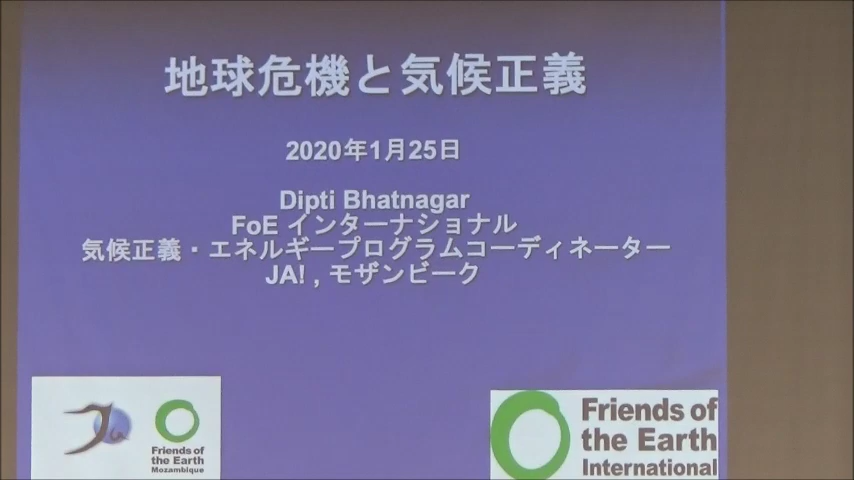 地球危機と気候正義
2020年1月25日
Dipti Bhatnagar
FoE インターナショナル
気候正義・エネルギープログラムコーディネーター
JA! , モザンビーク
Ja
Friends of
the Earth
Mozambique
Friends of
the Earth
International